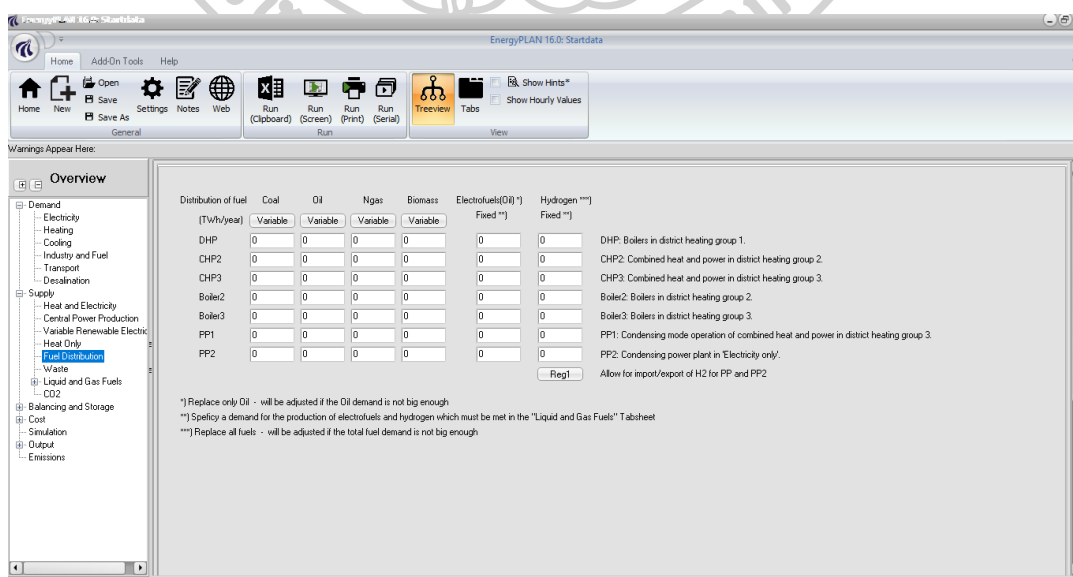 EnergyPLAN 16.0: Startdata
EnergyPLAN 16.0: Startdata
Home Add-On Tools Help
Home New Open Save Save As Settings Notes Web
General
Run (Clipboard) Run (Screen) Run (Print) Run (Serial)
Run
Treeview Tabs Show Hints* Show Hourly Values
View
Warnings Appear Here:
Overview
Demand
Electricity
Heating
Cooling
Industry and Fuel
Transport
Desalination
Supply
Heat and Electricity
Central Power Production
Variable Renewable Electric
Heat Only
Fuel Distribution
Waste
Liquid and Gas Fuels
CO2
Balancing and Storage
Cost
Simulation
Output
Emissions
Distribution of fuel Coal Oil Ngas Biomass Electrofuels(Oil) *) Hydrogen ***)
(TWh/year) Variable Variable Variable Variable Fixed **) Fixed **)
DHP 0 0 0 0 0 0 DHP: Boilers in district heating group 1.
CHP2 0 0 0 0 0 0 CHP2: Combined heat and power in district heating group 2.
CHP3 0 0 0 0 0 0 CHP3: Combined heat and power in district heating group 3.
Boiler2 0 0 0 0 0 0 Boiler2: Boilers in district heating group 2.
Boiler3 0 0 0 0 0 0 Boiler3: Boilers in district heating group 3.
PP1 0 0 0 0 0 0 PP1: Condensing mode operation of combined heat and power in district heating group 3.
PP2 0 0 0 0 0 0 PP2: Condensing power plant in 'Electricity only'.
Reg1 Allow for import/export of H2 for PP and PP2
*) Replace only Oil - will be adjusted if the Oil demand is not big enough
**) Speficy a demand for the production of electrofuels and hydrogen which must be met in the "Liquid and Gas Fuels" Tabsheet
***) Replace all fuels - will be adjusted if the total fuel demand is not big enough